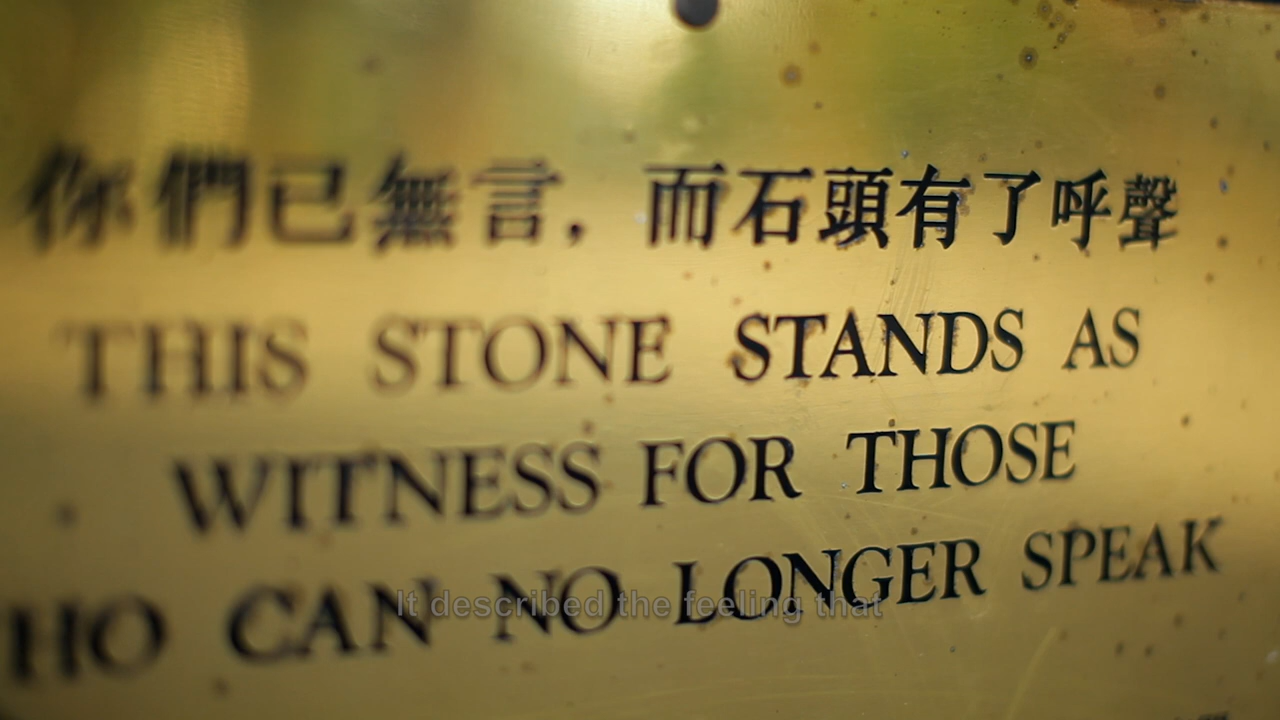 你們已無言，而石頭有了呼聲
THIS STONE STANDS AS
WITNESS FOR THOSE
HO CAN NO LONGER SPEAK
It described the feeling that